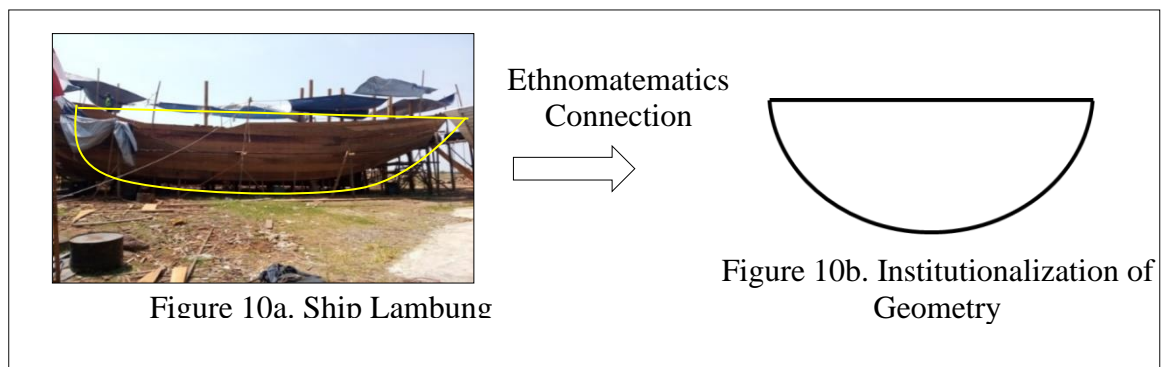 Ethnomatematics
Connection
Figure 10a. Ship Lambung
Figure 10b. Institutionalization of
Geometry